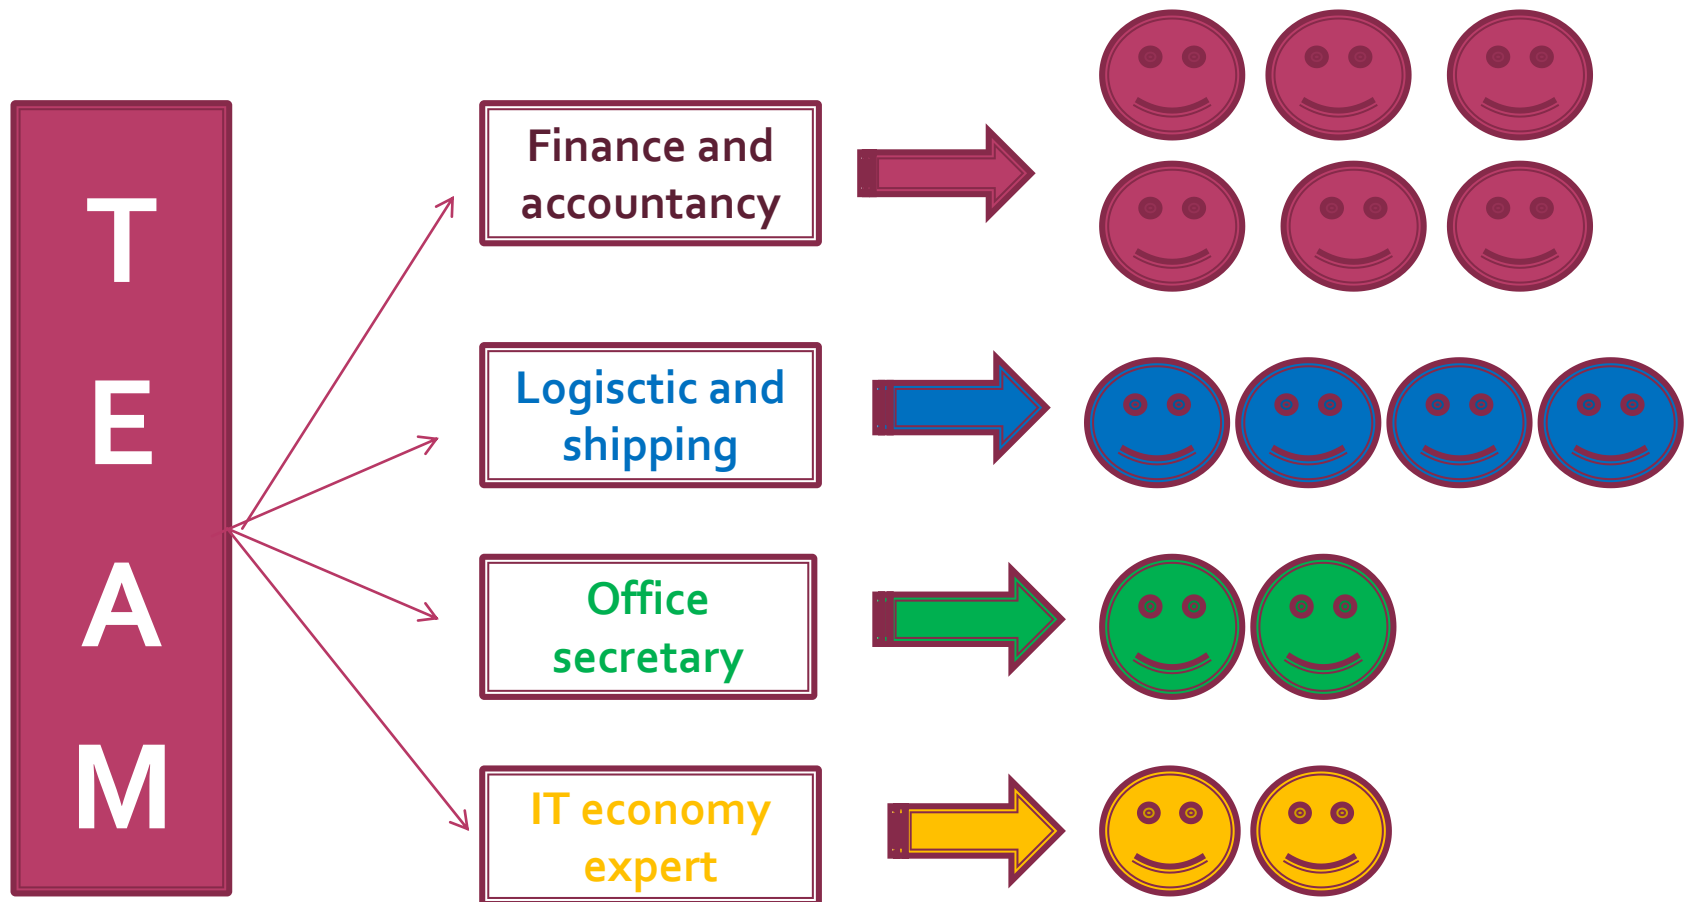 T
E
A
M
Finance and
accountancy
Logisctic and
shipping
Office
secretary
IT economy
expert